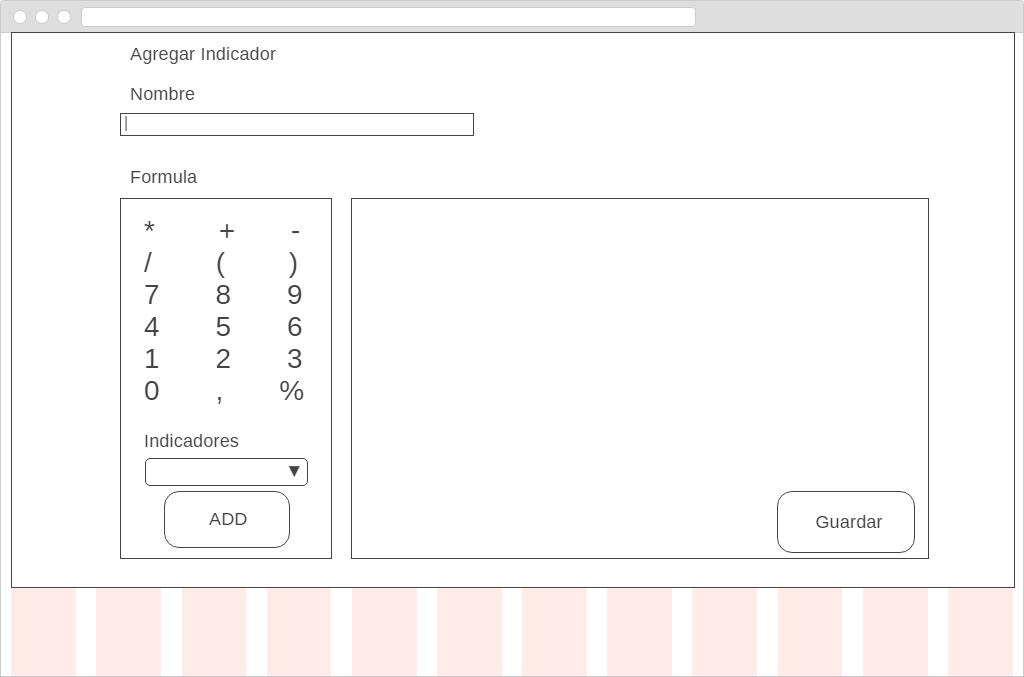 Agregar Indicador
Nombre
Formula
* + -
/ ( )
7 8 9
4 5 6
1 2 3
0 , %
Indicadores
ADD
Guardar